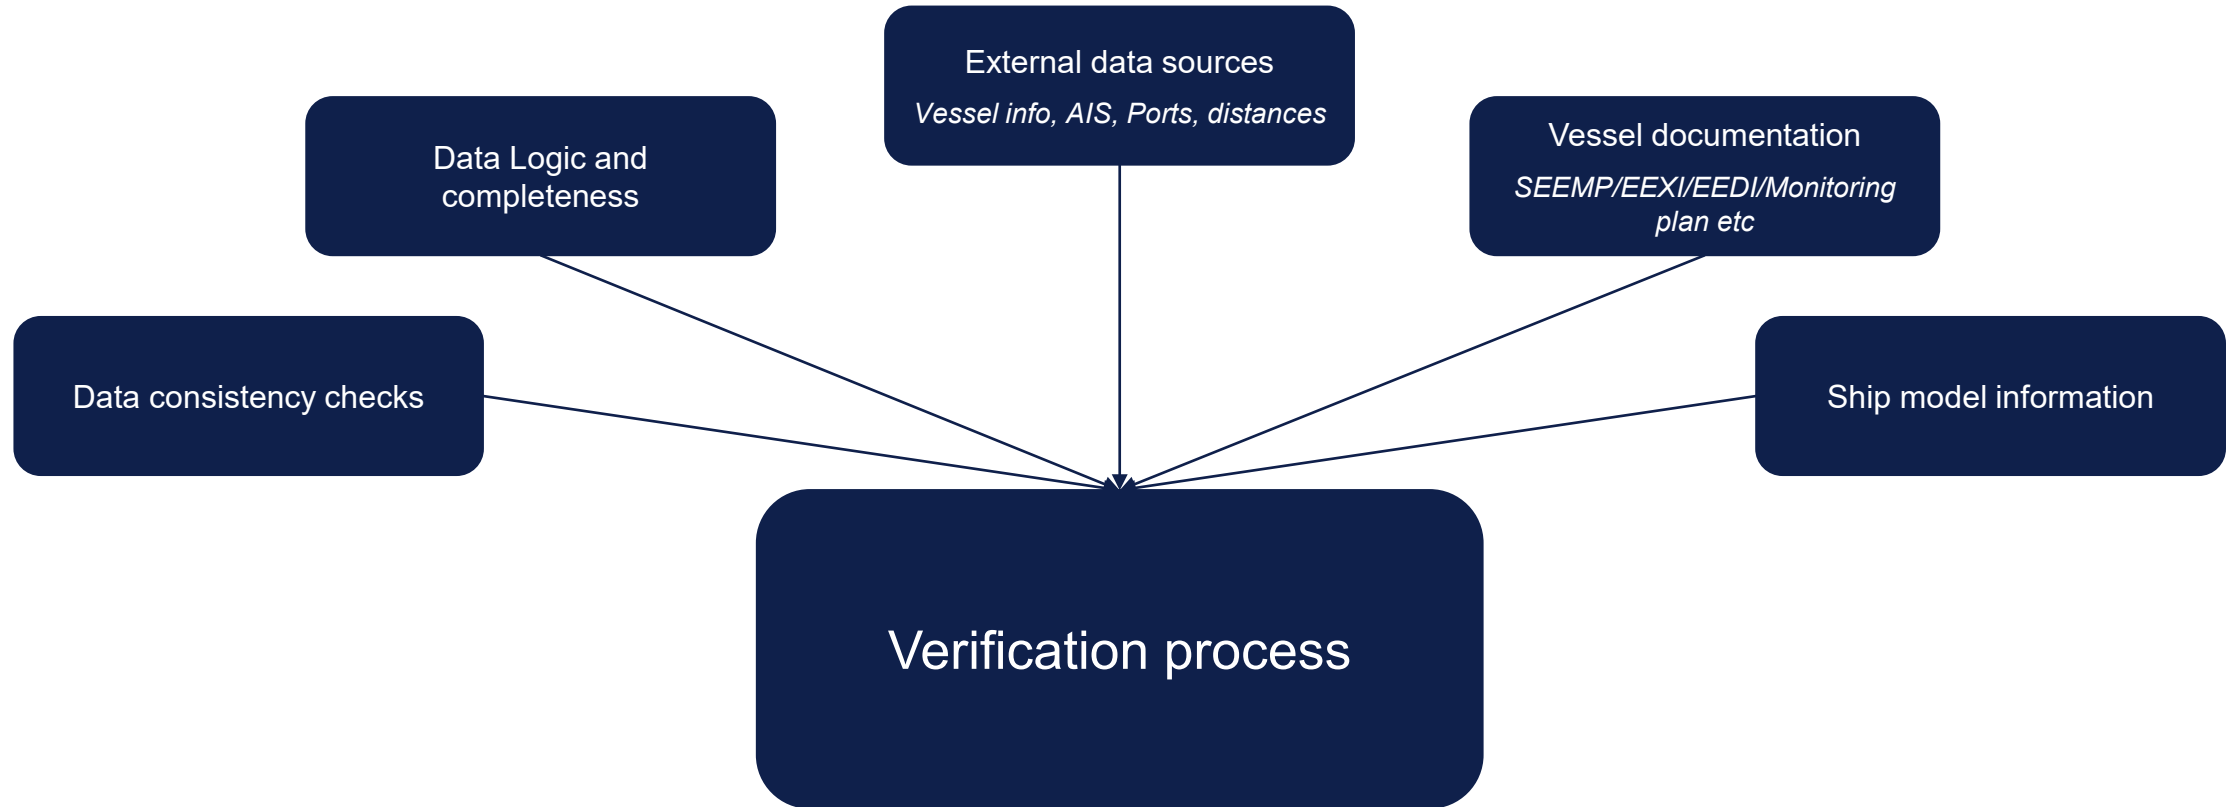 External data sources
Vessel info, AIS, Ports, distances
Data Logic and
completeness
Vessel documentation
SEEMP/EEXI/EEDI/Monitoring
plan etc
Data consistency checks
Ship model information
Verification process